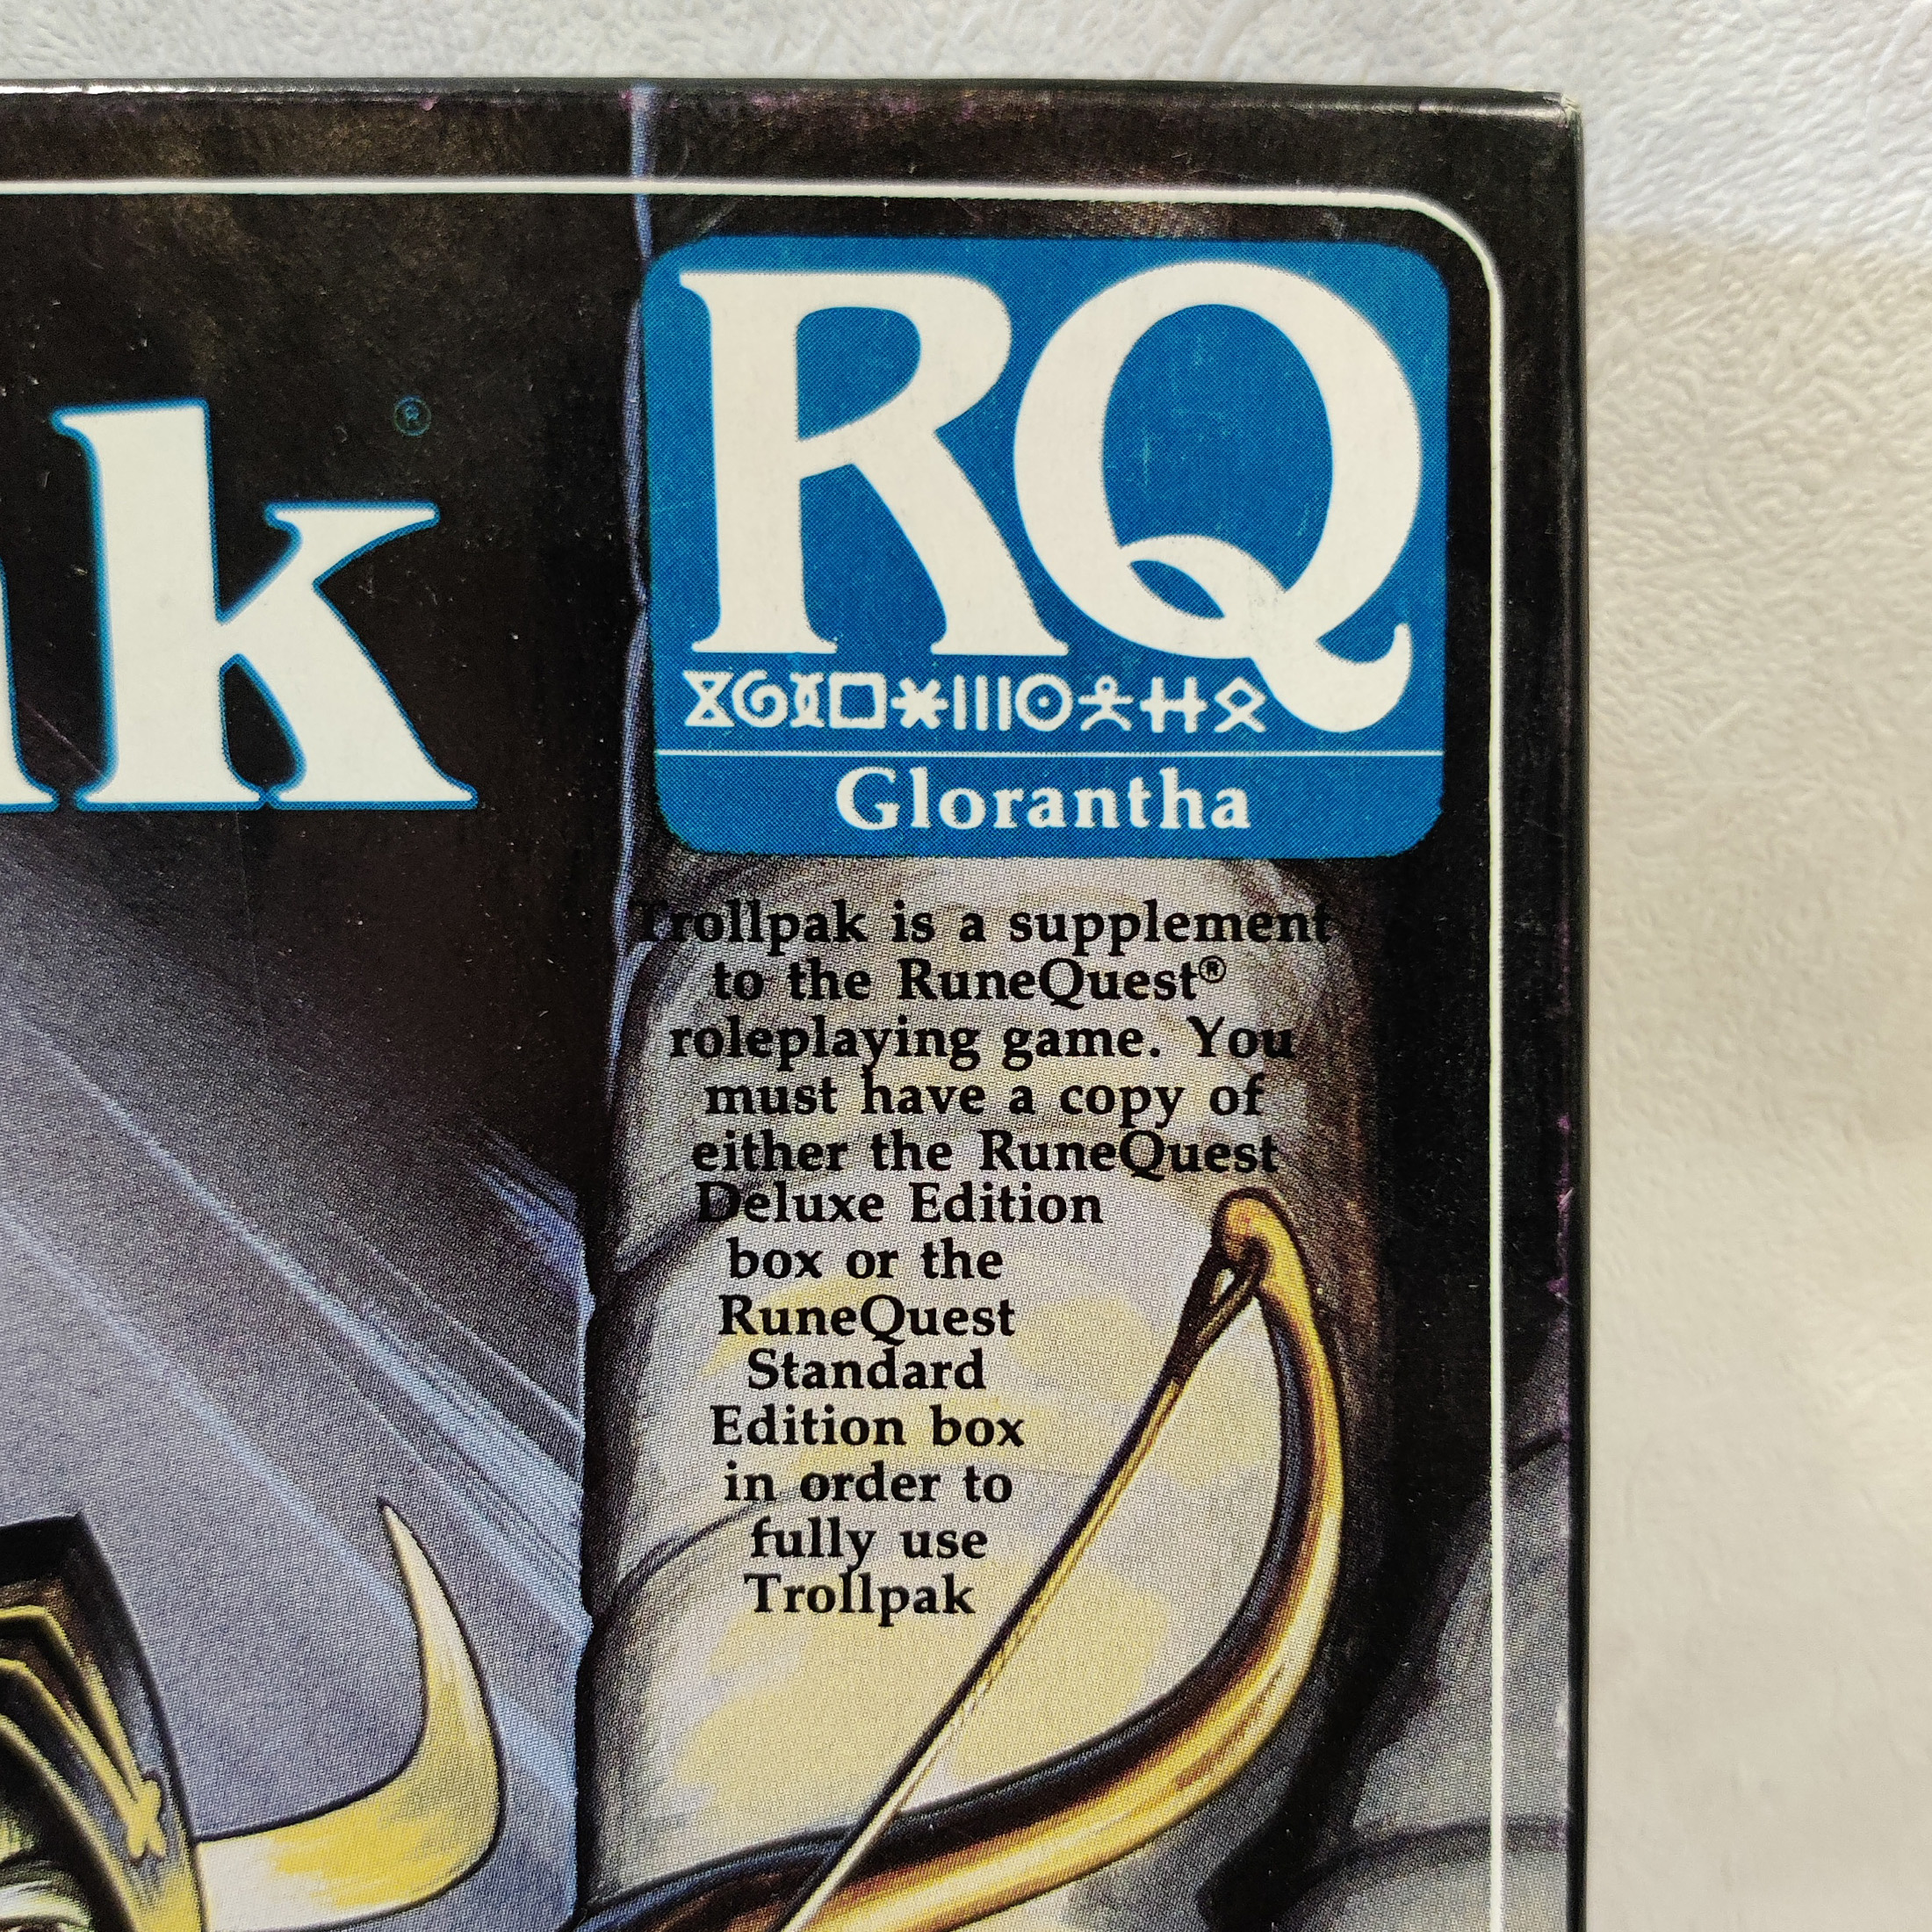 ak®
RQ
Glorantha
Trollpak is a supplement
to the RuneQuest®
roleplaying game. You
must have a copy of
either the RuneQuest
Deluxe Edition
box or the
RuneQuest
Standard
Edition box
in order to
fully use
Trollpak